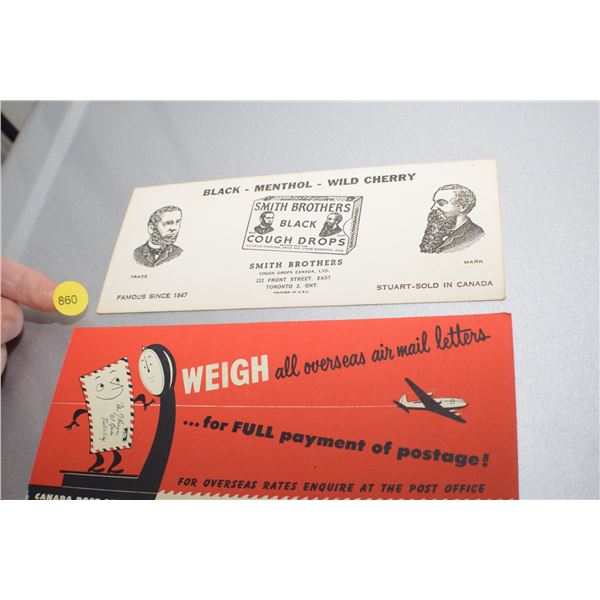 BLACK - MENTHOL - WILD CHERRY
SMITH BROTHERS
BLACK
COUGH DROPS
SMITH BROTHERS
COUGH DROPS CANADA, LTD.
222 FRONT STREET, EAST
TORONTO 2, ONT.
PRINTED IN U.S.A.
TRADE
MARK
FAMOUS SINCE 1847
STUART-SOLD IN CANADA
860
WEIGH all overseas air mail letters
...for FULL payment of postage!
FOR OVERSEAS RATES ENQUIRE AT THE POST OFFICE
CANADA POST